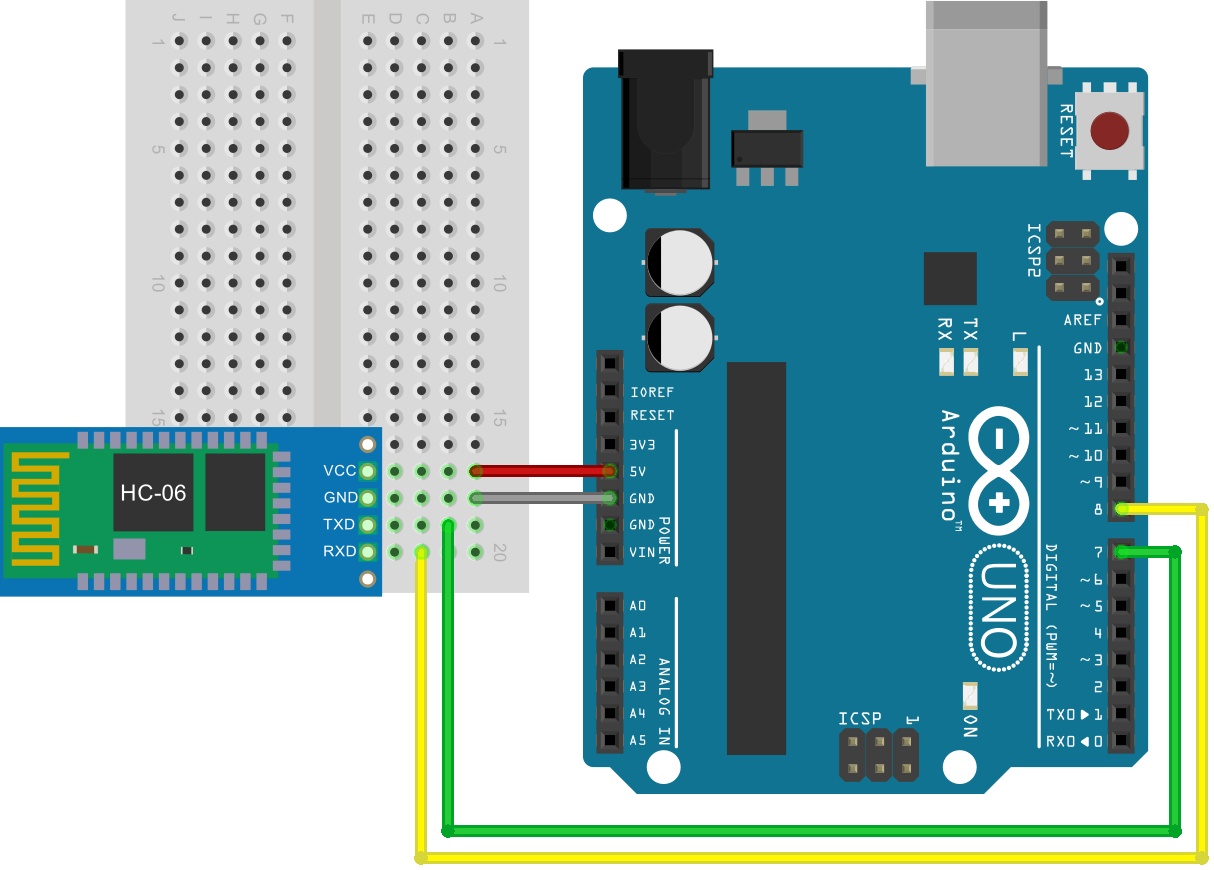 J I H G F E D C B A
1 1
5 5
10 10
15 15
20
HC-06
VCC
GND
TXD
RXD
RESET
ICSP2
RX TX L
IOREF
RESET
3V3
5V
GND
GND
VIN
POWER
A0
A1
A2
A3
A4
A5
ANALOG IN
Arduino™
UNO
ICSP 1
ON
AREF
GND
13
12
~11
~10
~9
8
7
~6
~5
4
~3
2
TX0▶1
RX0◀0
DIGITAL (PWM=~)